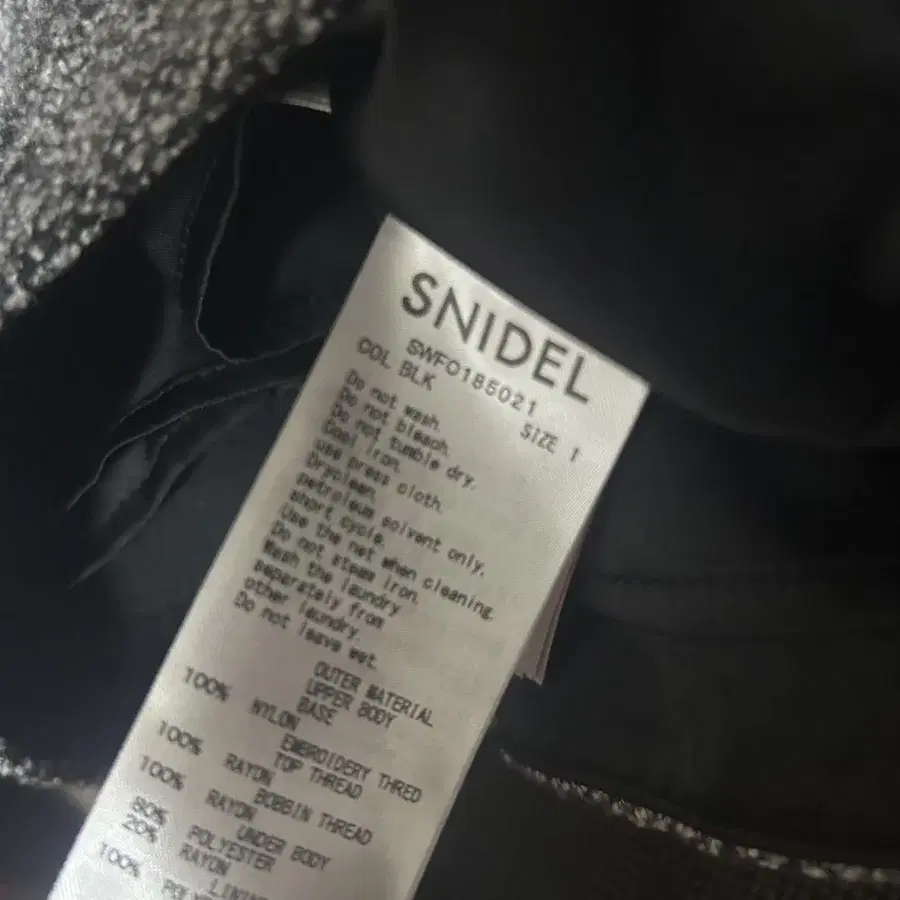 SNIDEL
SWFO185021
COL BLK SIZE 1
Do not wash.
Do not bleach.
Do not tumble dry.
Cool iron.
use press cloth.
Dryclean.
petroleum solvent only.
short cycle.
Use the net when cleaning.
Do not steam iron.
Wash the laundry
separately from
other laundry.
Do not leave wet.
OUTER MATERIAL
UPPER BODY
BASE
100% NYLON
EMBROIDERY THRED
TOP THREAD
100% RAYON
BOBBIN THREAD
100% RAYON
UNDER BODY
80% POLYESTER
20% RAYON
100%